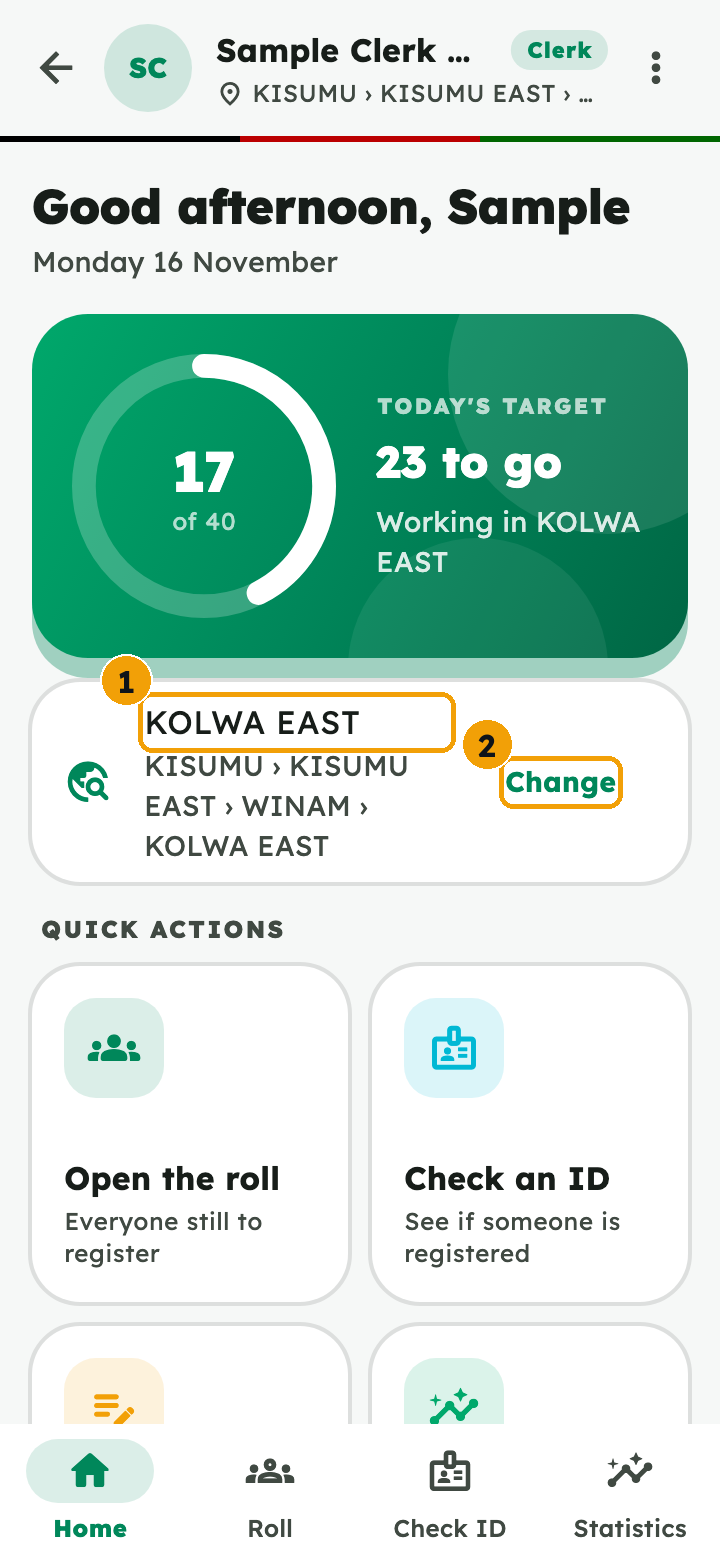 SC
Sample Clerk ...
Clerk
KISUMU › KISUMU EAST › ...
Good afternoon, Sample
Monday 16 November
17
of 40
TODAY'S TARGET
23 to go
Working in KOLWA
EAST
1
KOLWA EAST
2
KISUMU › KISUMU
EAST › WINAM ›
KOLWA EAST
Change
QUICK ACTIONS
Open the roll
Everyone still to
register
Check an ID
See if someone is
registered
Home
Roll
Check ID
Statistics